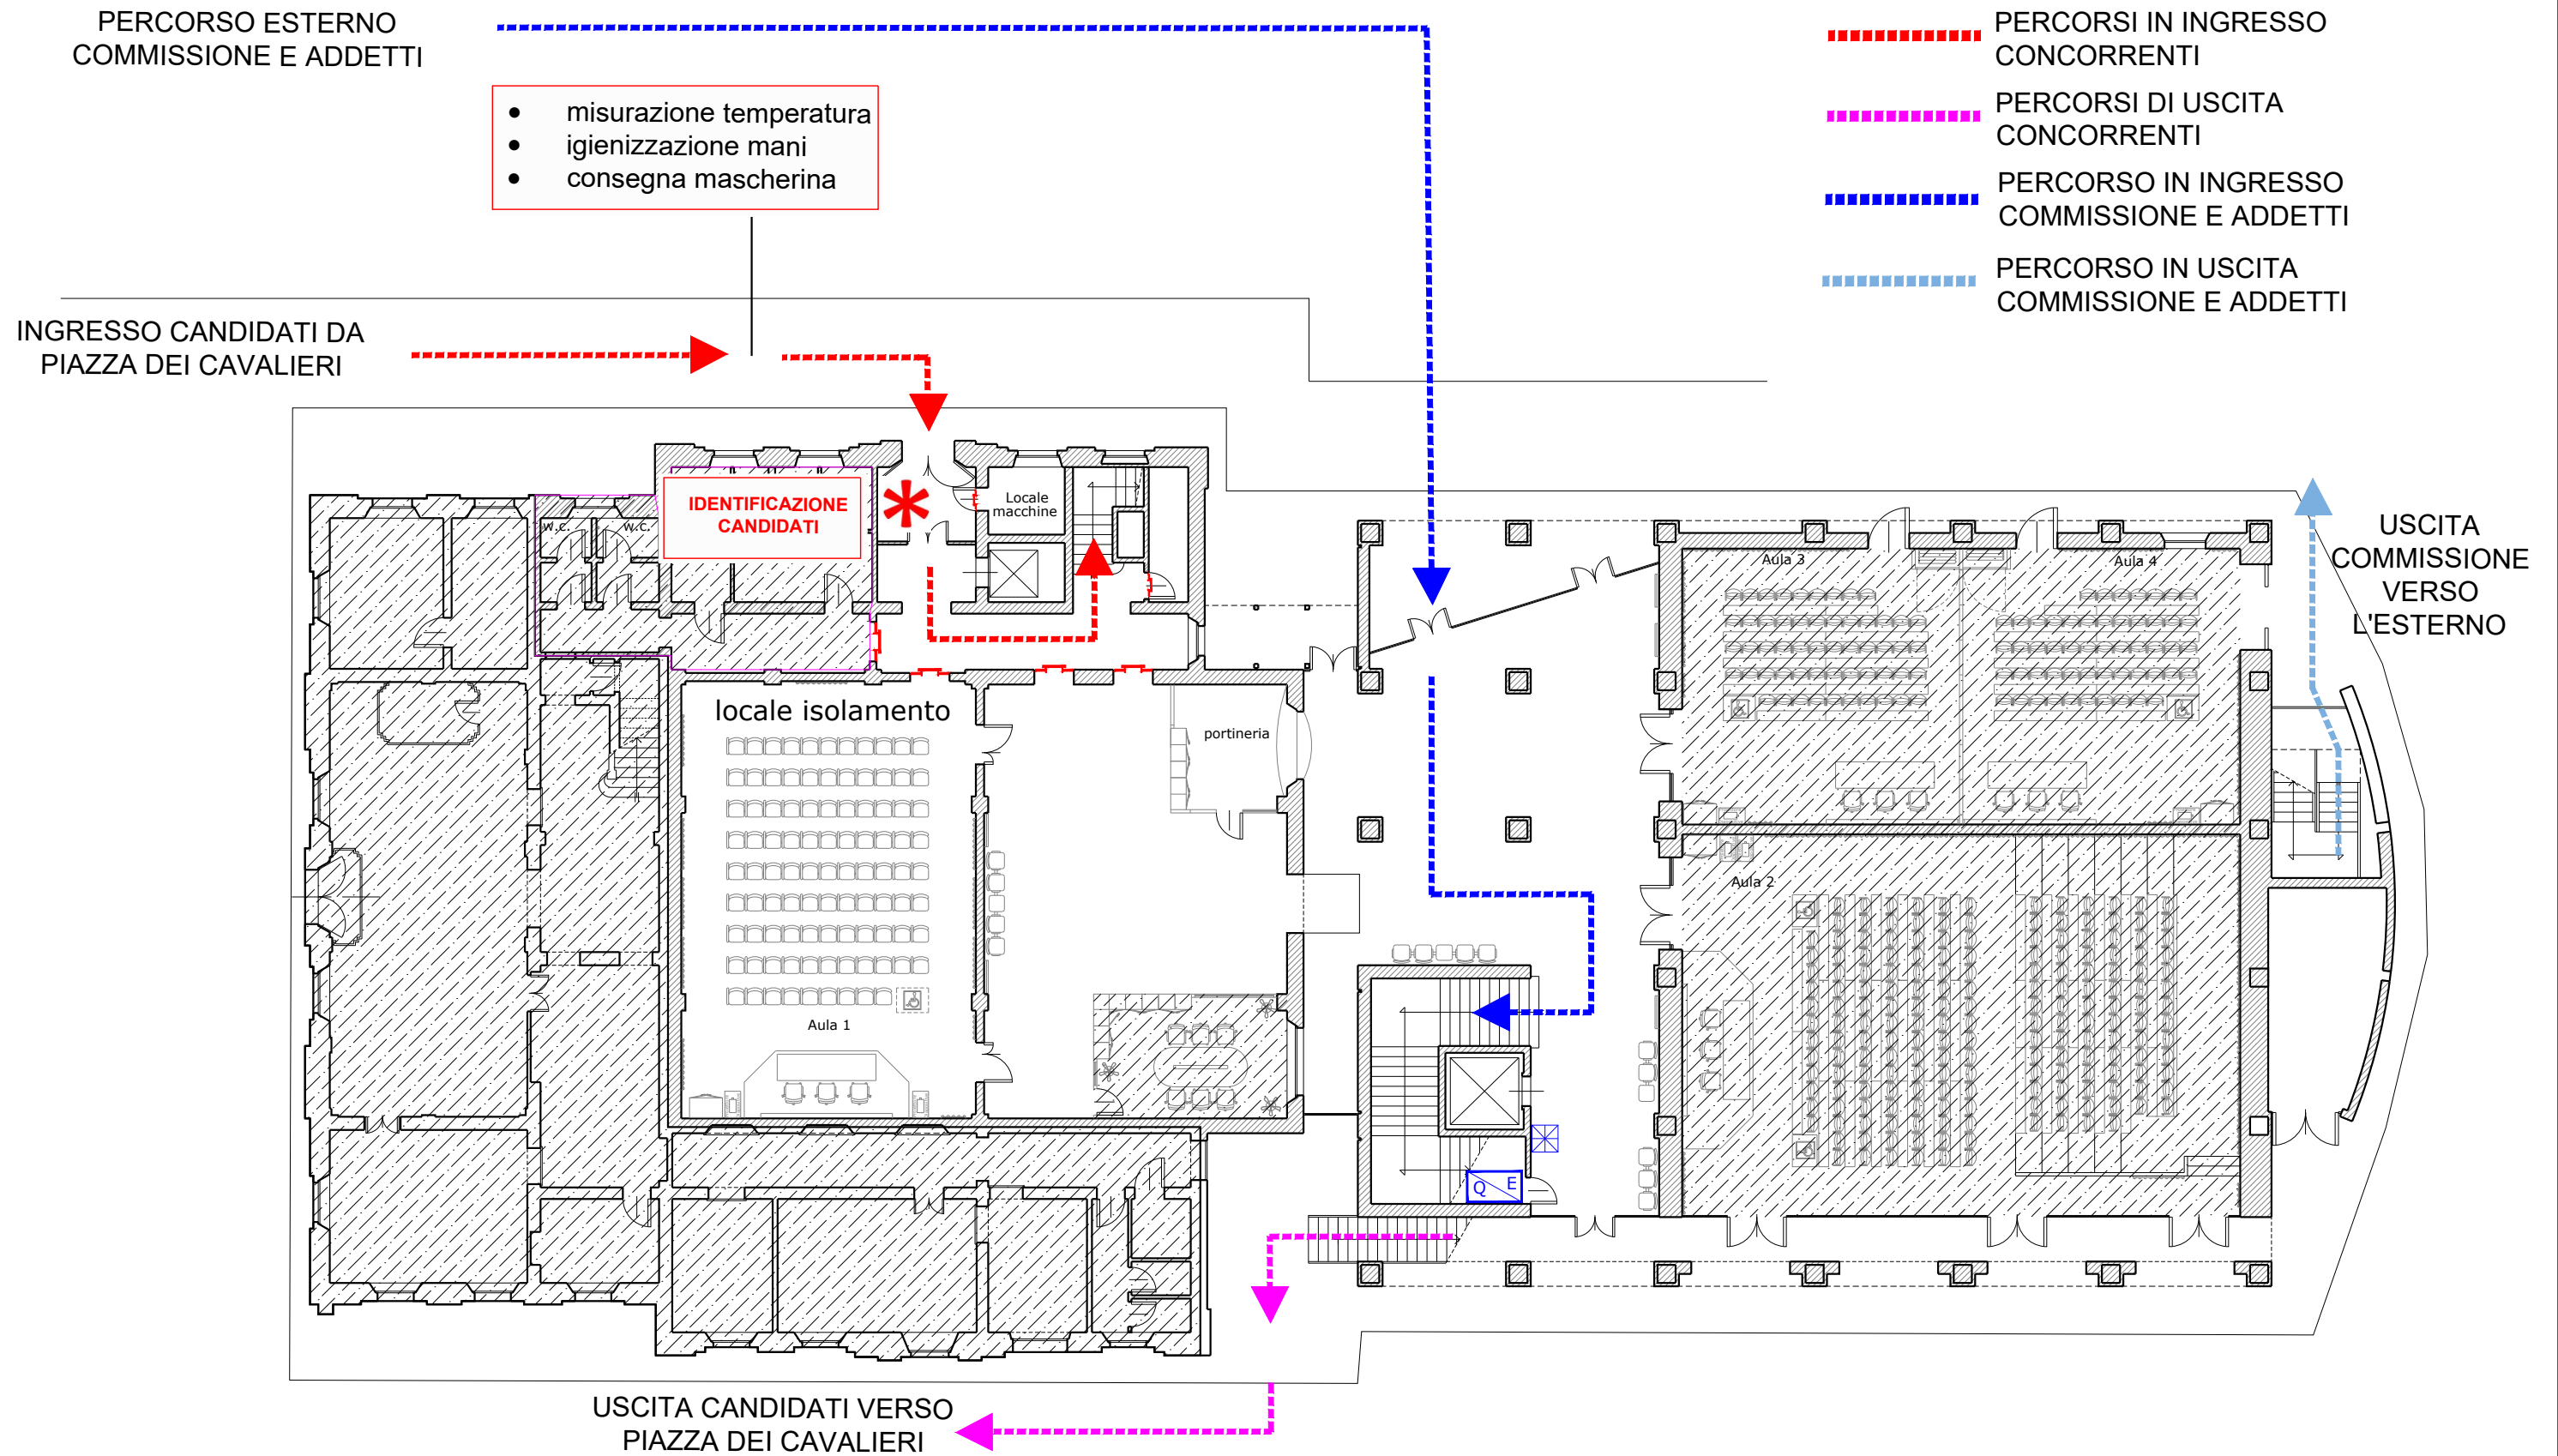 PERCORSO ESTERNO
COMMISSIONE E ADDETTI
PERCORSI IN INGRESSO
CONCORRENTI
PERCORSI DI USCITA
CONCORRENTI
PERCORSO IN INGRESSO
COMMISSIONE E ADDETTI
PERCORSO IN USCITA
COMMISSIONE E ADDETTI
• misurazione temperatura
• igienizzazione mani
• consegna mascherina
INGRESSO CANDIDATI DA
PIAZZA DEI CAVALIERI
IDENTIFICAZIONE
CANDIDATI
w.c.
w.c.
Locale
macchine
Aula 3
Aula 4
USCITA
COMMISSIONE
VERSO
L'ESTERNO
locale isolamento
portineria
Aula 2
Aula 1
Q E
USCITA CANDIDATI VERSO
PIAZZA DEI CAVALIERI